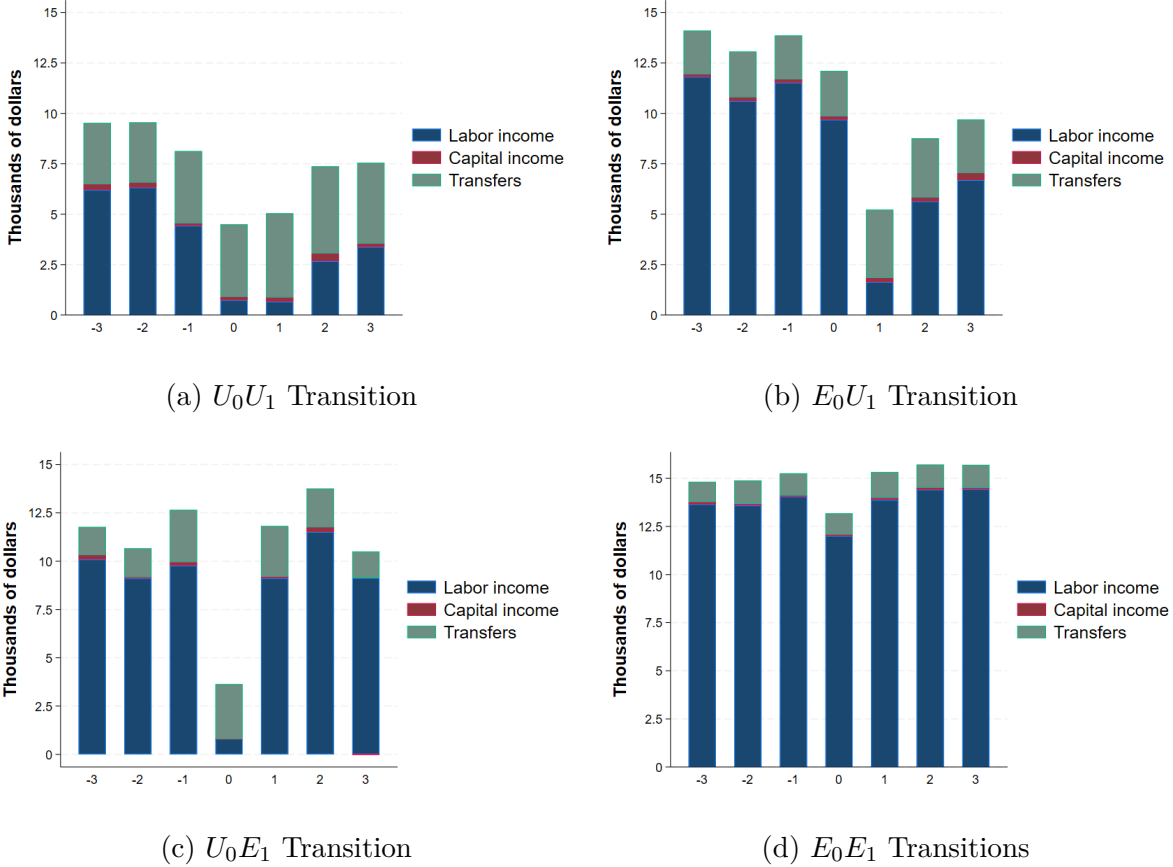 Thousands of dollars
15
12.5
10
7.5
5
2.5
0
-3 -2 -1 0 1 2 3
Labor income
Capital income
Transfers
(a) U₀U₁ Transition
Thousands of dollars
15
12.5
10
7.5
5
2.5
0
-3 -2 -1 0 1 2 3
Labor income
Capital income
Transfers
(b) E₀U₁ Transition
Thousands of dollars
15
12.5
10
7.5
5
2.5
0
-3 -2 -1 0 1 2 3
Labor income
Capital income
Transfers
(c) U₀E₁ Transition
Thousands of dollars
15
12.5
10
7.5
5
2.5
0
-3 -2 -1 0 1 2 3
Labor income
Capital income
Transfers
(d) E₀E₁ Transitions